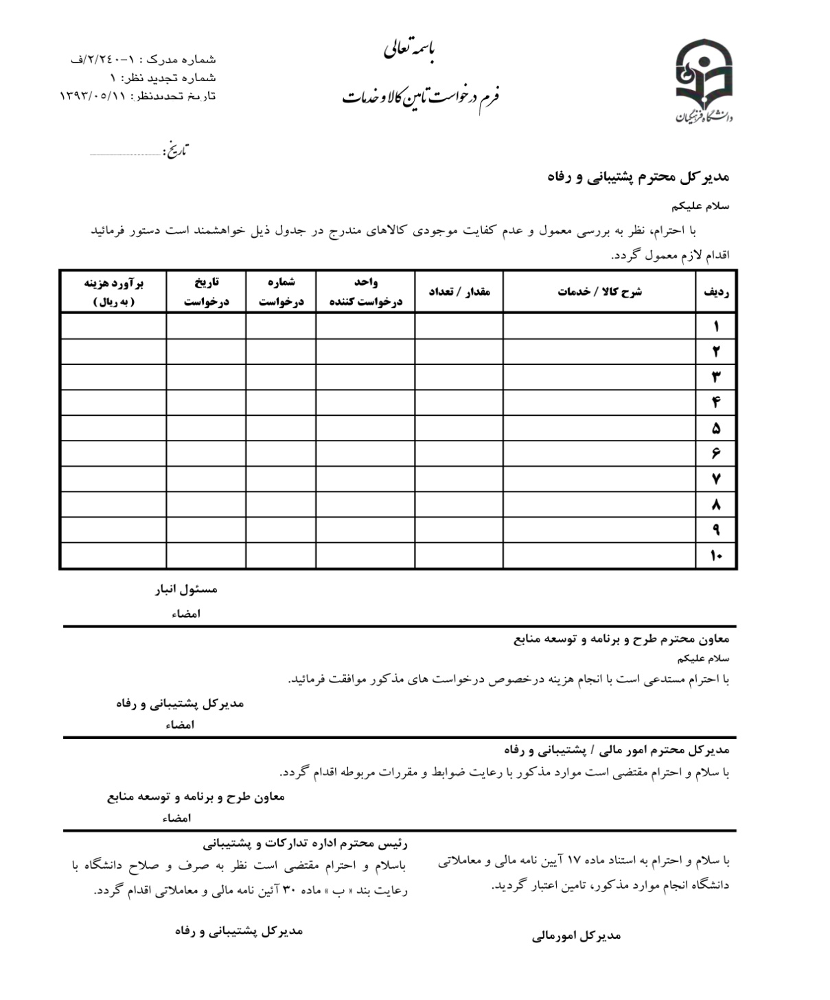 باسمه تعالی
فرم درخواست تامین کالا و خدمات
دانشگاه فرهنگیان
شماره مدرک : ۱-۲/۲۴۰/ف
شماره تجدید نظر: ۱
تاریخ تجدیدنظر: ۱۳۹۳/۰۵/۱۱
تاریخ:
مدیر کل محترم پشتیبانی و رفاه
سلام علیکم
با احترام، نظر به بررسی معمول و عدم کفایت موجودی کالاهای مندرج در جدول ذیل خواهشمند است دستور فرمائید
اقدام لازم معمول گردد.
ردیف شرح کالا / خدمات مقدار / تعداد واحد درخواست کننده شماره درخواست تاریخ درخواست برآورد هزینه ( به ریال )
۱
۲
۳
۴
۵
۶
۷
۸
۹
۱۰
مسئول انبار
امضاء
معاون محترم طرح و برنامه و توسعه منابع
سلام علیکم
با احترام مستدعی است با انجام هزینه درخصوص درخواست های مذکور موافقت فرمائید.
مدیرکل پشتیبانی و رفاه
امضاء
مدیرکل محترم امور مالی / پشتیبانی و رفاه
با سلام و احترام مقتضی است موارد مذکور با رعایت ضوابط و مقررات مربوطه اقدام گردد.
معاون طرح و برنامه و توسعه منابع
امضاء
با سلام و احترام به استناد ماده ۱۷ آیین نامه مالی و معاملاتی
دانشگاه انجام موارد مذکور، تامین اعتبار گردید.
مدیرکل امورمالی
رئیس محترم اداره تدارکات و پشتیبانی
باسلام و احترام مقتضی است نظر به صرف و صلاح دانشگاه با
رعایت بند « ب » ماده ۳۰ آئین نامه مالی و معاملاتی اقدام گردد.
مدیرکل پشتیبانی و رفاه